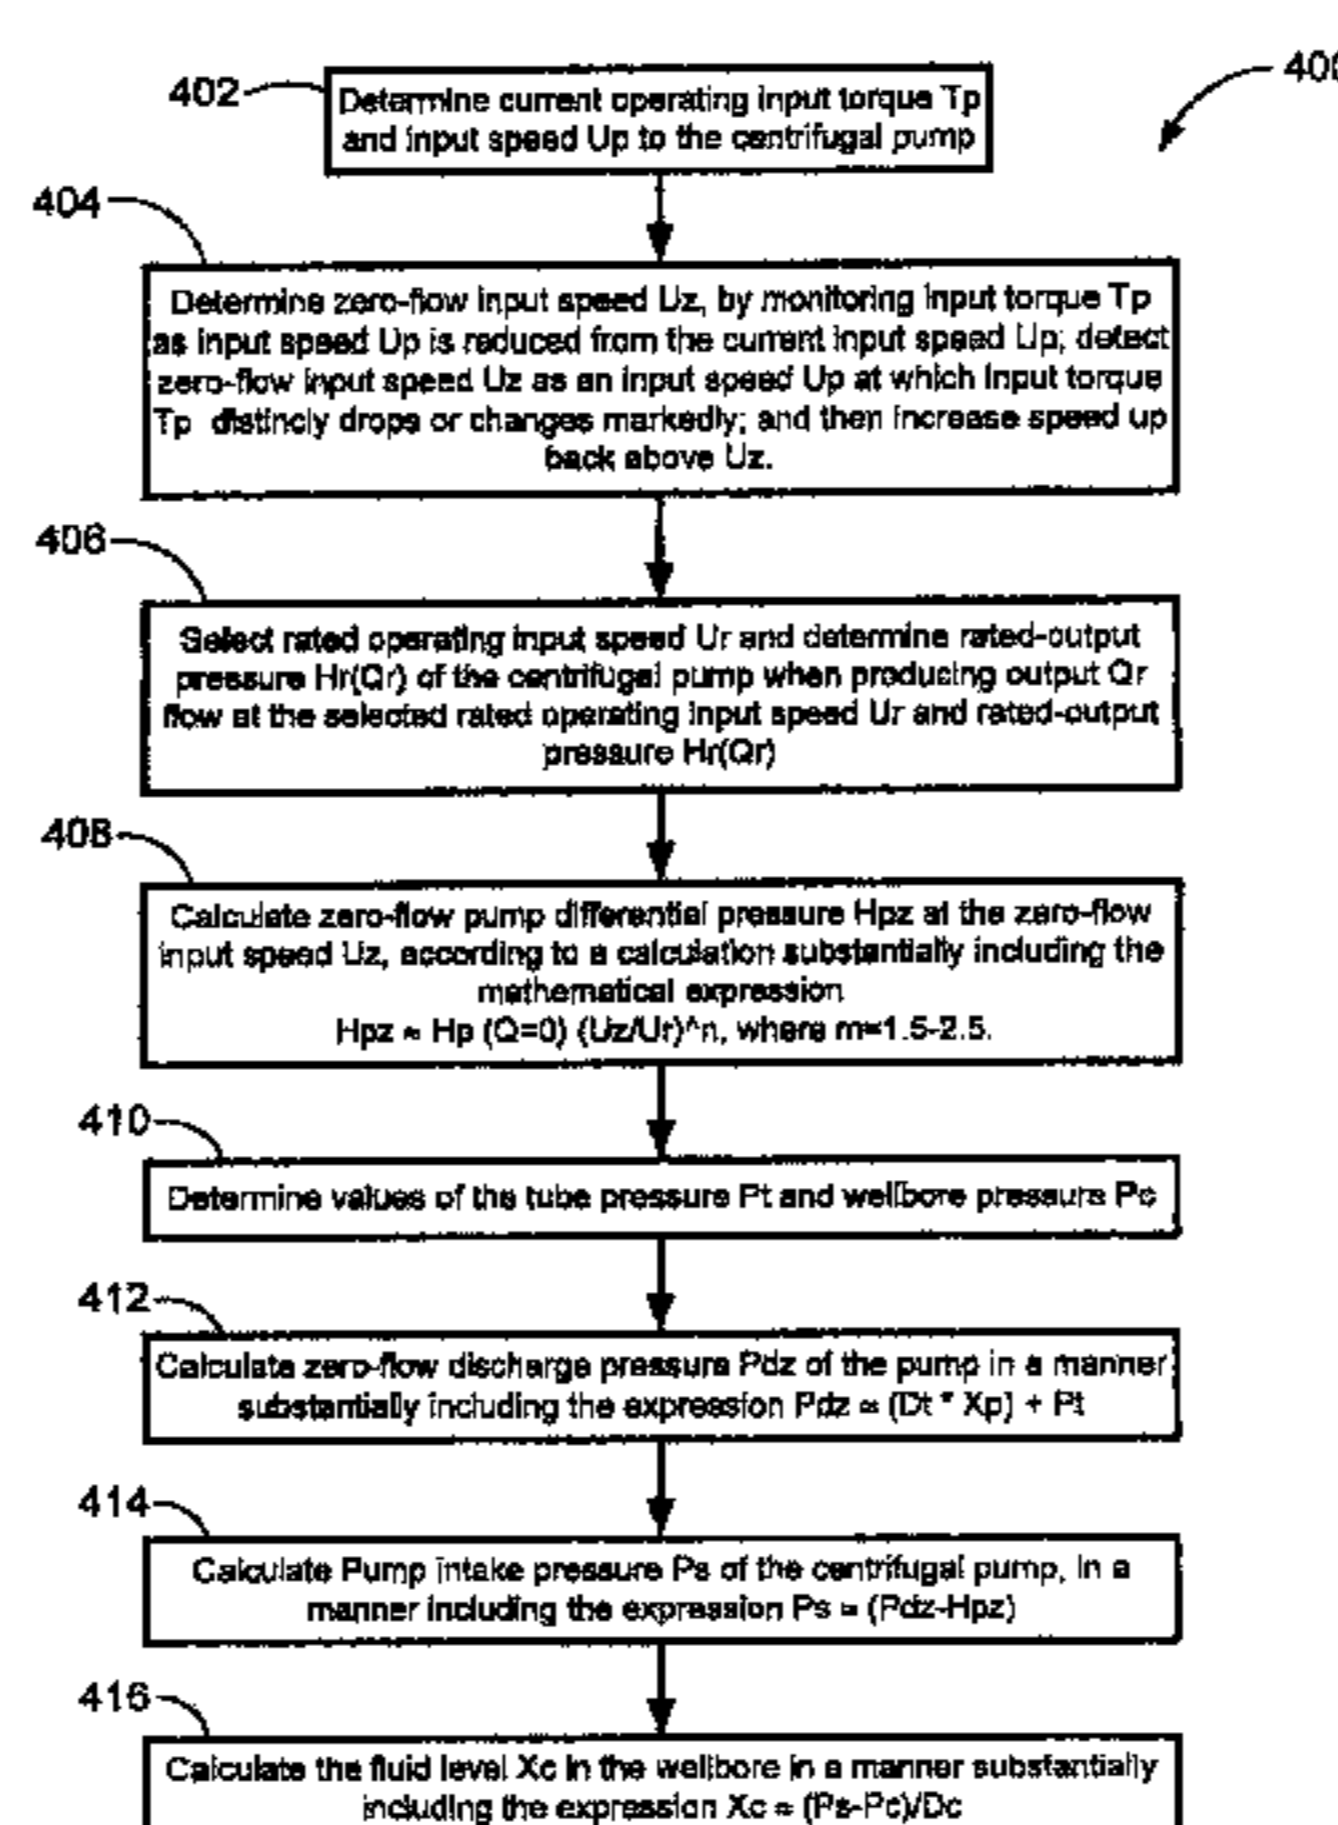 400
402
Determine current operating input torque Tp
and input speed Up to the centrifugal pump
404
Determine zero-flow input speed Uz, by monitoring input torque Tp
as input speed Up is reduced from the current input speed Up; detect
zero-flow input speed Uz as an input speed Up at which input torque
Tp distincly drops or changes markedly; and then increase speed up
back above Uz.
406
Select rated operating input speed Ur and determine rated-output
pressure Hr(Qr) of the centrifugal pump when producing output Qr
flow at the selected rated operating input speed Ur and rated-output
pressure Hr(Qr)
408
Calculate zero-flow pump differential pressure Hpz at the zero-flow
input speed Uz, according to a calculation substantially including the
mathematical expression
Hpz ≈ Hp (Q=0) (Uz/Ur)^n, where m=1.5-2.5.
410
Determine values of the tube pressure Pt and wellbore pressure Pc
412
Calculate zero-flow discharge pressure Pdz of the pump in a manner
substantially including the expression Pdz ≈ (Dt * Xp) + Pt
414
Calculate Pump intake pressure Ps of the centrifugal pump, in a
manner including the expression Ps ≈ (Pdz-Hpz)
416
Calculate the fluid level Xc in the wellbore in a manner substantially
including the expression Xc ≈ (Ps-Pc)/Dc